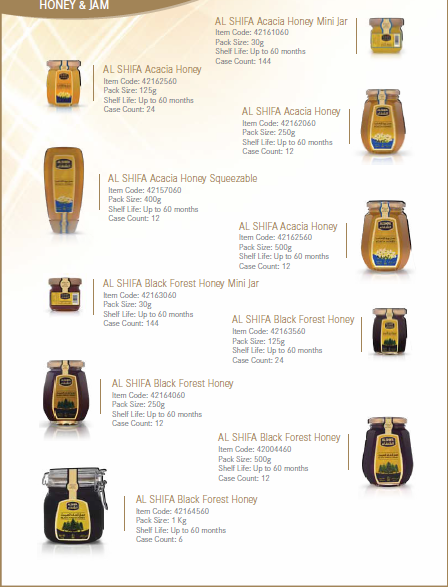 HONEY & JAM
AL SHIFA Acacia Honey Mini Jar
Item Code: 42161060
Pack Size: 30g
Shelf Life: Up to 60 months
Case Count: 144
AL SHIFA Acacia Honey
Item Code: 42162560
Pack Size: 125g
Shelf Life: Up to 60 months
Case Count: 24
AL SHIFA Acacia Honey
Item Code: 42162060
Pack Size: 250g
Shelf Life: Up to 60 months
Case Count: 12
AL SHIFA Acacia Honey Squeezable
Item Code: 42157060
Pack Size: 400g
Shelf Life: Up to 60 months
Case Count: 12
AL SHIFA Acacia Honey
Item Code: 42162560
Pack Size: 500g
Shelf Life: Up to 60 months
Case Count: 12
AL SHIFA Black Forest Honey Mini Jar
Item Code: 42163060
Pack Size: 30g
Shelf Life: Up to 60 months
Case Count: 144
AL SHIFA Black Forest Honey
Item Code: 42163560
Pack Size: 125g
Shelf Life: Up to 60 months
Case Count: 24
AL SHIFA Black Forest Honey
Item Code: 42164060
Pack Size: 250g
Shelf Life: Up to 60 months
Case Count: 12
AL SHIFA Black Forest Honey
Item Code: 42004460
Pack Size: 500g
Shelf Life: Up to 60 months
Case Count: 12
AL SHIFA Black Forest Honey
Item Code: 42164560
Pack Size: 1 Kg
Shelf Life: Up to 60 months
Case Count: 6